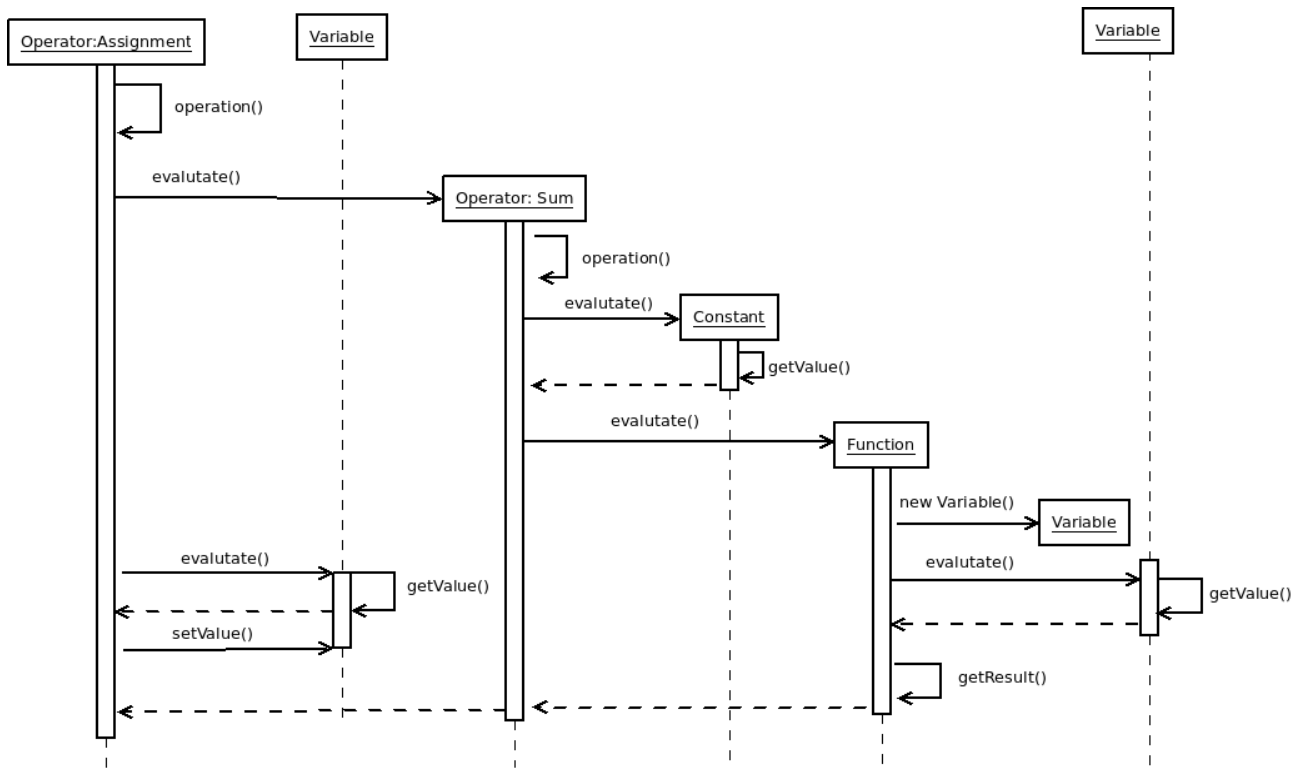 Operator:Assignment
Variable
Variable
operation()
evalutate()
Operator: Sum
operation()
evalutate()
Constant
getValue()
evalutate()
Function
new Variable()
Variable
evalutate()
evalutate()
getValue()
getValue()
setValue()
getResult()